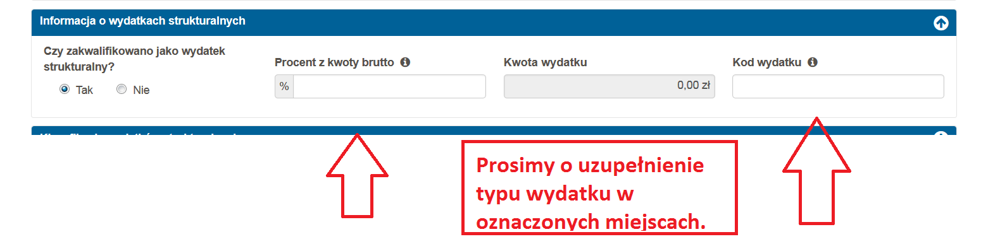 Informacja o wydatkach strukturalnych
Czy zakwalifikowano jako wydatek
strukturalny?
Tak
Nie
Procent z kwoty brutto
%
Kwota wydatku
0,00 zł
Kod wydatku
Prosimy o uzupełnienie
typu wydatku w
oznaczonych miejscach.